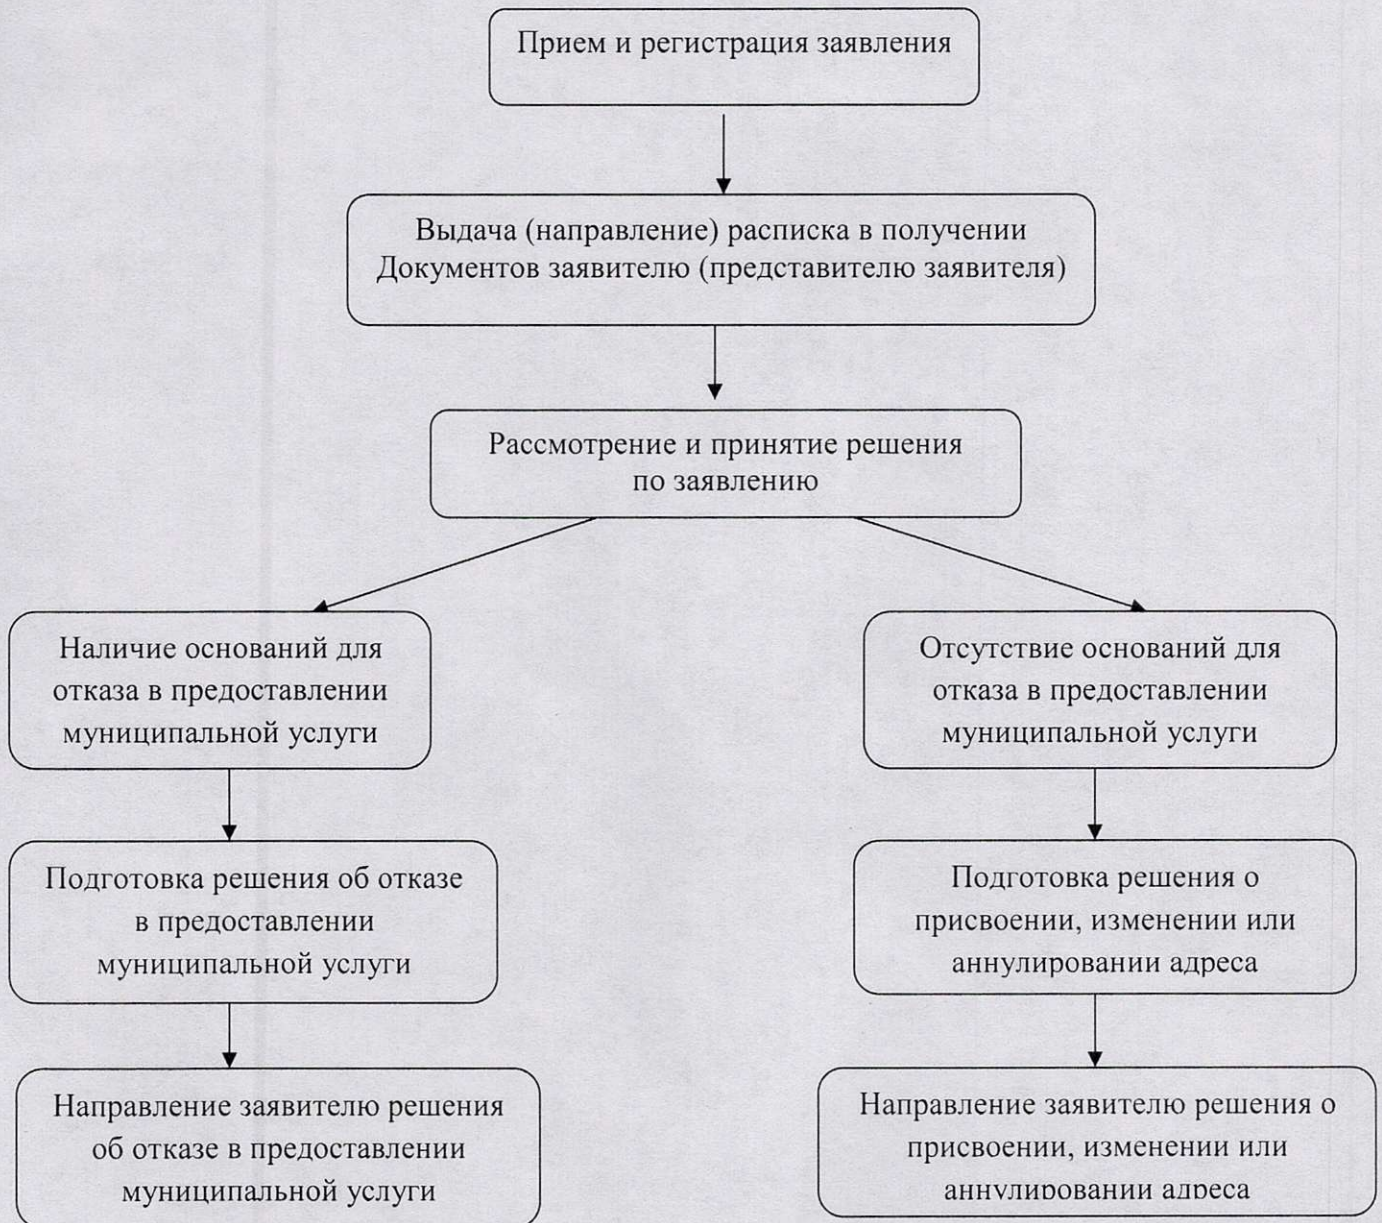 Прием и регистрация заявления
Выдача (направление) расписка в получении
Документов заявителю (представителю заявителя)
Рассмотрение и принятие решения
по заявлению
Наличие оснований для
отказа в предоставлении
муниципальной услуги
Отсутствие оснований для
отказа в предоставлении
муниципальной услуги
Подготовка решения об отказе
в предоставлении
муниципальной услуги
Подготовка решения о
присвоении, изменении или
аннулировании адреса
Направление заявителю решения
об отказе в предоставлении
муниципальной услуги
Направление заявителю решения о
присвоении, изменении или
аннулировании адреса